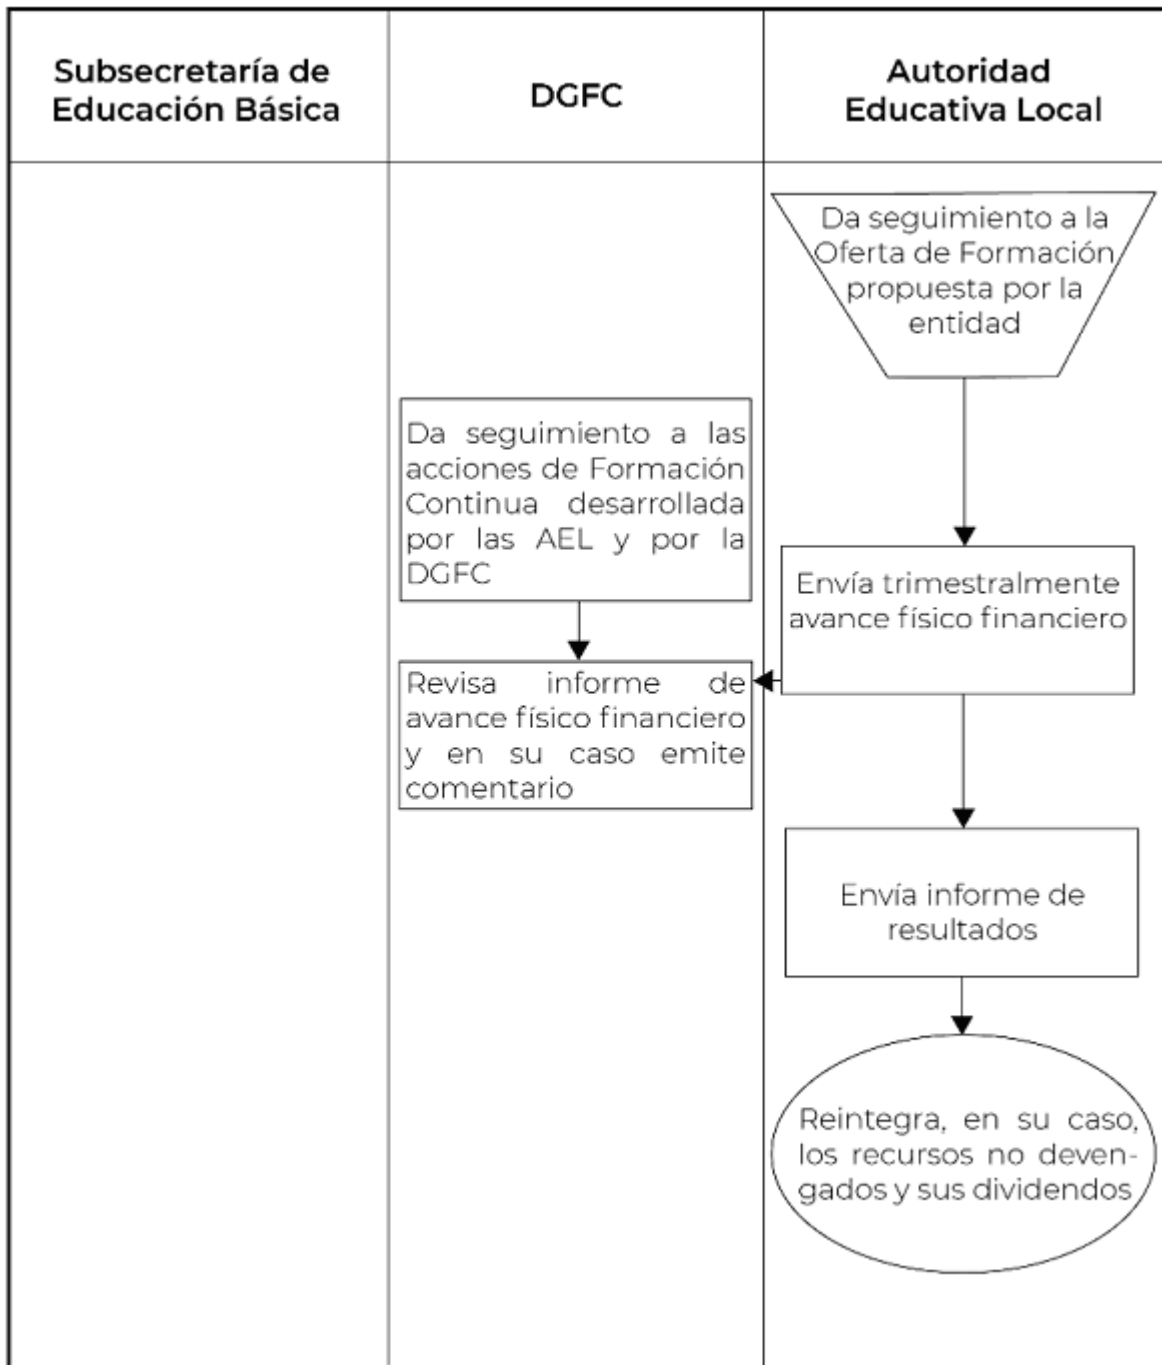 Subsecretaría de
Educación Básica
DGFC
Autoridad
Educativa Local
Da seguimiento a la
Oferta de Formación
propuesta por la
entidad
Da seguimiento a las
acciones de Formación
Continua desarrollada
por las AEL y por la
DGFC
Envía trimestralmente
avance físico financiero
Revisa informe de
avance físico financiero
y en su caso emite
comentario
Envía informe de
resultados
Reintegra, en su caso,
los recursos no deven-
gados y sus dividendos